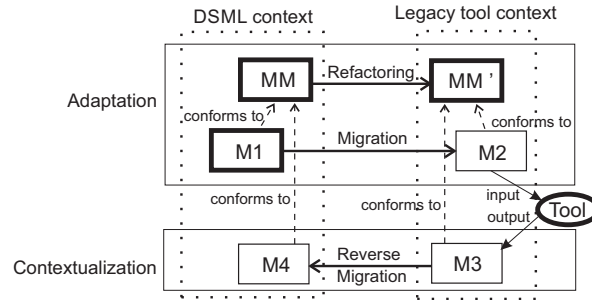 DSML context
Legacy tool context
MM
Refactoring
MM '
Adaptation
conforms to
conforms to
M1
Migration
M2
conforms to
conforms to
input
Tool
output
Contextualization
M4
Reverse
Migration
M3